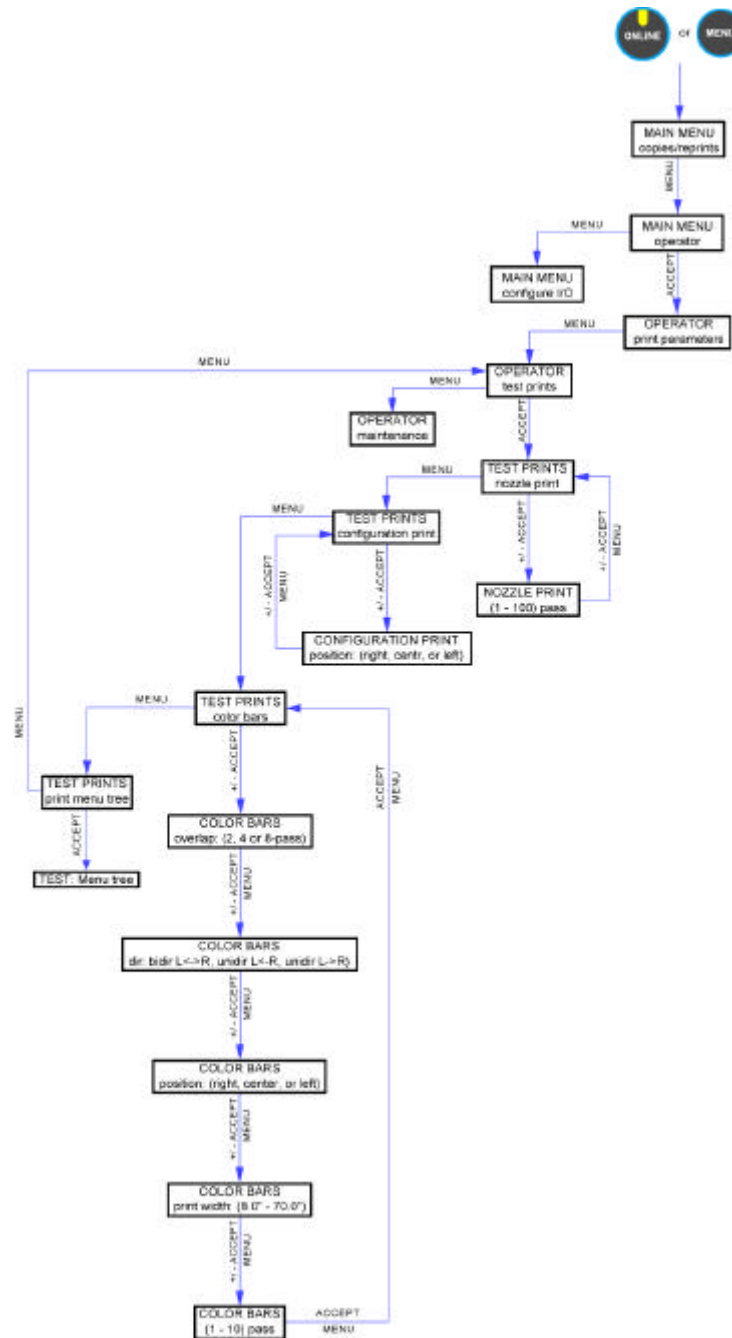 ONLINE or MENU
MAIN MENU
copies/reprints
MENU
MAIN MENU
operator
MENU
ACCEPT
MAIN MENU
configure I/O
OPERATOR
print parameters
MENU
MENU
OPERATOR
test prints
MENU
OPERATOR
maintenance
ACCEPT
TEST PRINTS
nozzle print
MENU
TEST PRINTS
configuration print
MENU
+/- ACCEPT
+/- ACCEPT
MENU
NOZZLE PRINT
(1 - 100) pass
+/- ACCEPT
MENU
+/- ACCEPT
CONFIGURATION PRINT
position: (right, centr, or left)
TEST PRINTS
color bars
MENU
MENU
TEST PRINTS
print menu tree
ACCEPT
TEST: Menu tree
+/- ACCEPT
ACCEPT
MENU
COLOR BARS
overlap: (2, 4 or 8-pass)
+/- ACCEPT
MENU
COLOR BARS
dir: bidir L<->R, unidir L<-R, unidir L->R)
+/- ACCEPT
MENU
COLOR BARS
position: (right, center, or left)
+/- ACCEPT
MENU
COLOR BARS
print width: (8.0" - 70.0")
+/- ACCEPT
MENU
COLOR BARS
(1 - 10) pass
ACCEPT
MENU